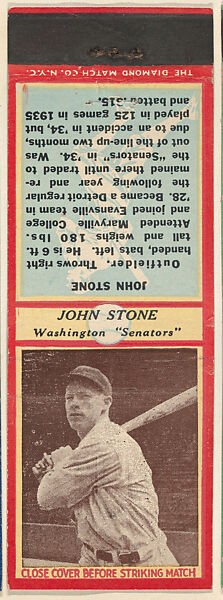 THE DIAMOND MATCH CO. N.Y.C.
JOHN STONE
Outfielder. Throws right
handed, bats left. He is 6 ft.
tall and weighs 180 lbs.
Attended Maryville College
and joined Evansville team in
'28. Became a Detroit regular
the following year and re-
mained there until traded to
the "Senators" in '34. Was
out of the line-up two months
due to an accident in '34, but
played in 125 games in 1935
and batted .315.
JOHN STONE
Washington "Senators"
CLOSE COVER BEFORE STRIKING MATCH